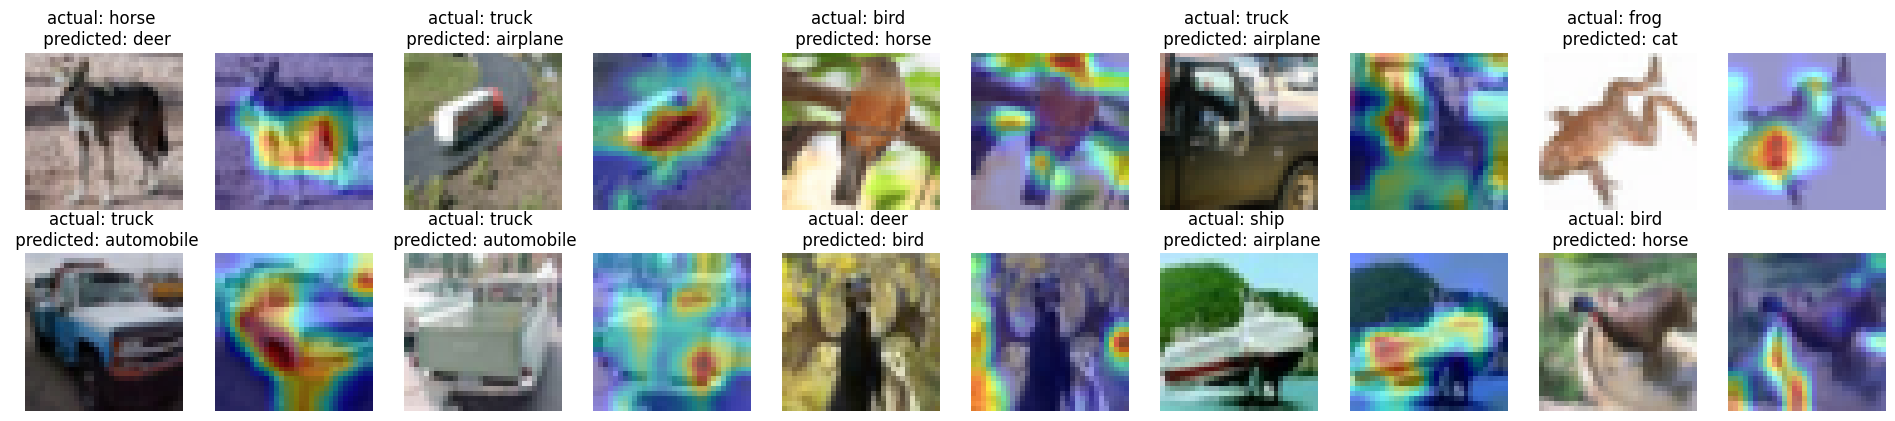 actual: horse
predicted: deer
actual: truck
predicted: airplane
actual: bird
predicted: horse
actual: truck
predicted: airplane
actual: frog
predicted: cat
actual: truck
predicted: automobile
actual: truck
predicted: automobile
actual: deer
predicted: bird
actual: ship
predicted: airplane
actual: bird
predicted: horse